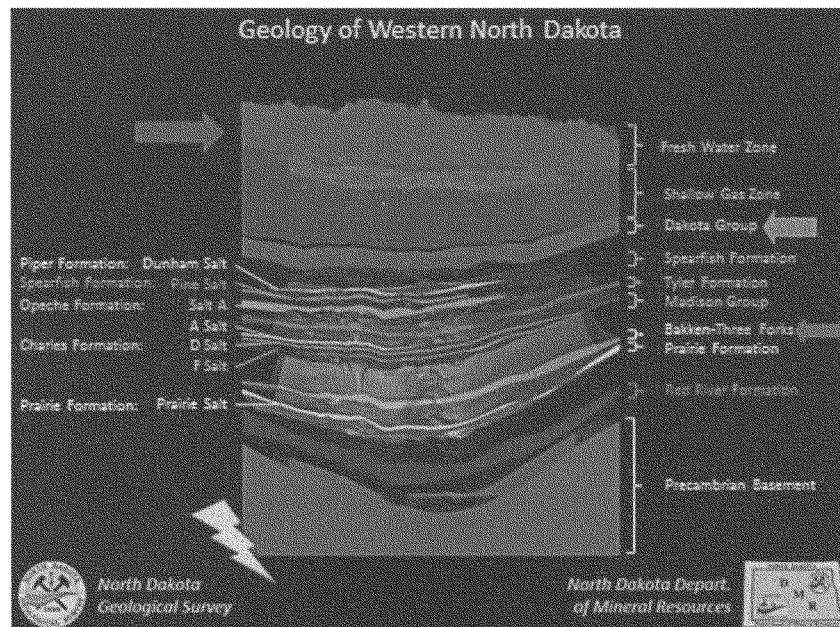 Geology of Western North Dakota
Fresh Water Zone
Shallow Gas Zone
Dakota Group
Spearfish Formation
Tyler Formation
Madison Group
Bakken-Three Forks
Prairie Formation
Red River Formation
Precambrian Basement
Piper Formation: Dunham Salt
Spearfish Formation: Pine Salt
Opeche Formation: Salt A
A Salt
Charles Formation: D Salt
F Salt
Prairie Formation: Prairie Salt
North Dakota
Geological Survey
North Dakota Depart.
of Mineral Resources
D
M
R